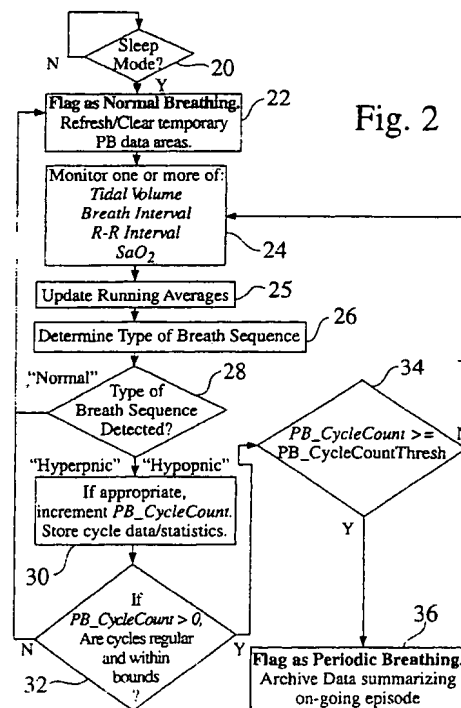 Sleep
Mode?
N
20
Y
Flag as Normal Breathing.
Refresh/Clear temporary
PB data areas.
22
Fig. 2
Monitor one or more of:
Tidal Volume
Breath Interval
R-R Interval
SaO2
24
Update Running Averages
25
Determine Type of Breath Sequence
26
"Normal"
28
Type of
Breath Sequence
Detected?
"Hyperpnic"
"Hypopnic"
34
PB_CycleCount >=
PB_CycleCountThresh
N
Y
If appropriate,
increment PB_CycleCount.
Store cycle data/statistics.
30
If
PB_CycleCount > 0,
Are cycles regular
and within
bounds
?
N
Y
32
36
Flag as Periodic Breathing.
Archive Data summarizing
on-going episode